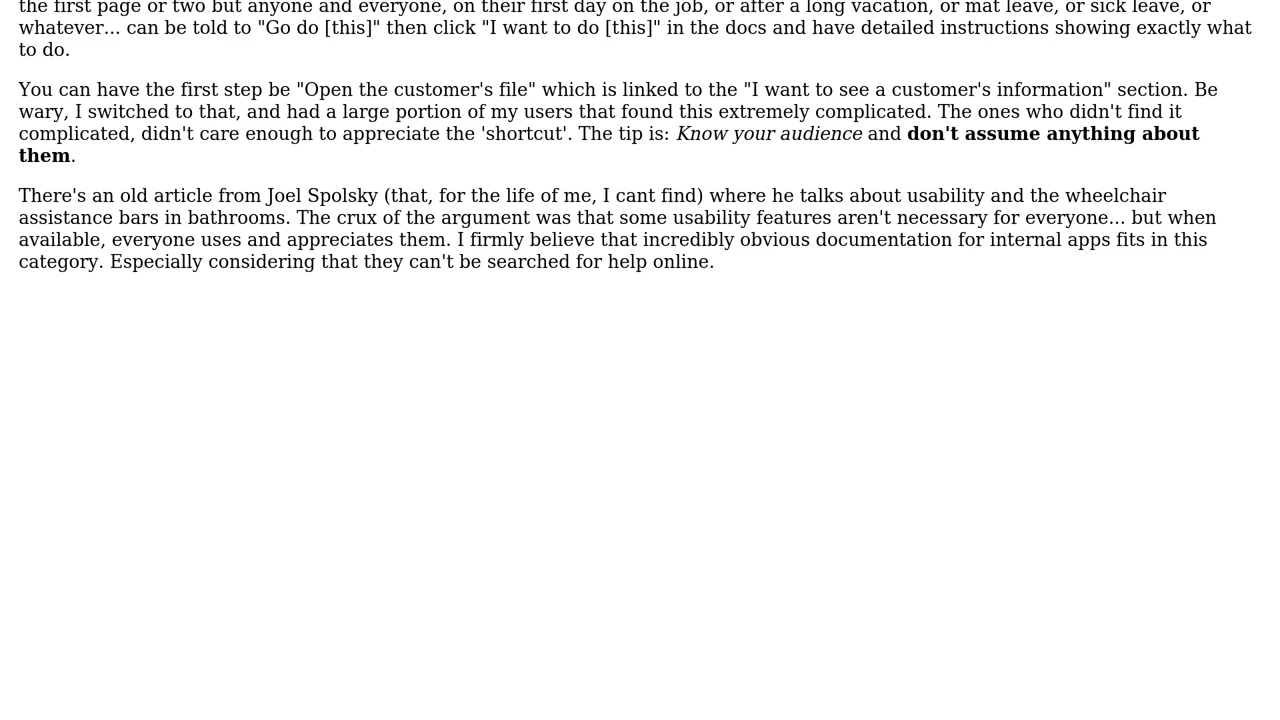 the first page or two but anyone and everyone, on their first day on the job, or after a long vacation, or mat leave, or sick leave, or
whatever... can be told to "Go do [this]" then click "I want to do [this]" in the docs and have detailed instructions showing exactly what
to do.
You can have the first step be "Open the customer's file" which is linked to the "I want to see a customer's information" section. Be
wary, I switched to that, and had a large portion of my users that found this extremely complicated. The ones who didn't find it
complicated, didn't care enough to appreciate the 'shortcut'. The tip is: Know your audience and don't assume anything about
them.
There's an old article from Joel Spolsky (that, for the life of me, I cant find) where he talks about usability and the wheelchair
assistance bars in bathrooms. The crux of the argument was that some usability features aren't necessary for everyone... but when
available, everyone uses and appreciates them. I firmly believe that incredibly obvious documentation for internal apps fits in this
category. Especially considering that they can't be searched for help online.